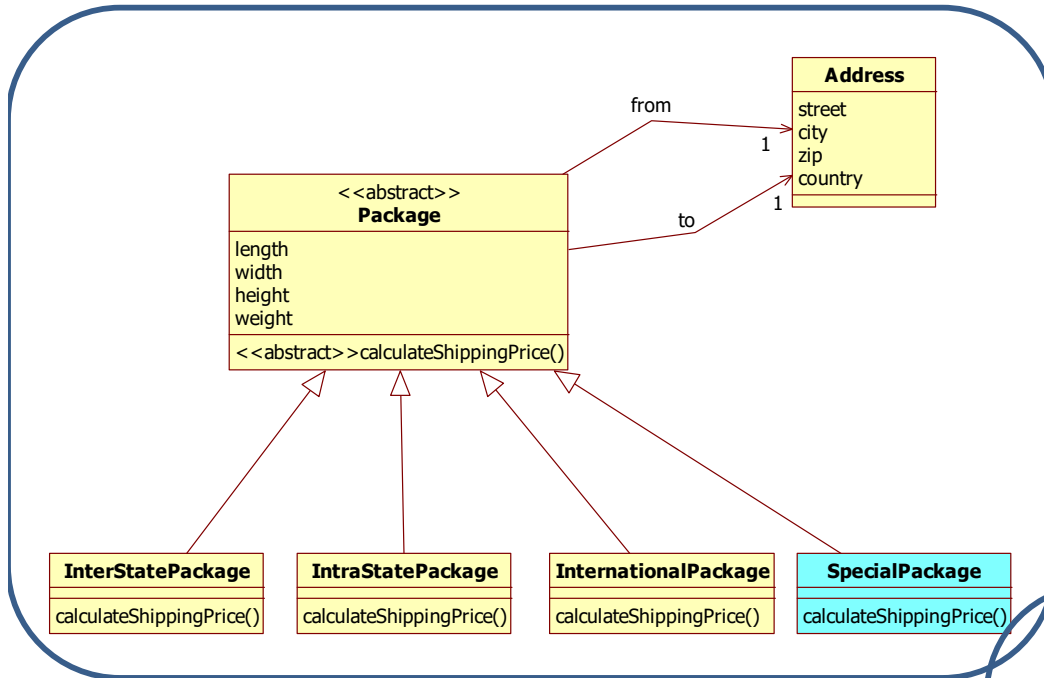 Address
street
city
zip
country
from
1
to
1
<<abstract>>
Package
length
width
height
weight
<<abstract>>calculateShippingPrice()
InterStatePackage
calculateShippingPrice()
IntraStatePackage
calculateShippingPrice()
InternationalPackage
calculateShippingPrice()
SpecialPackage
calculateShippingPrice()